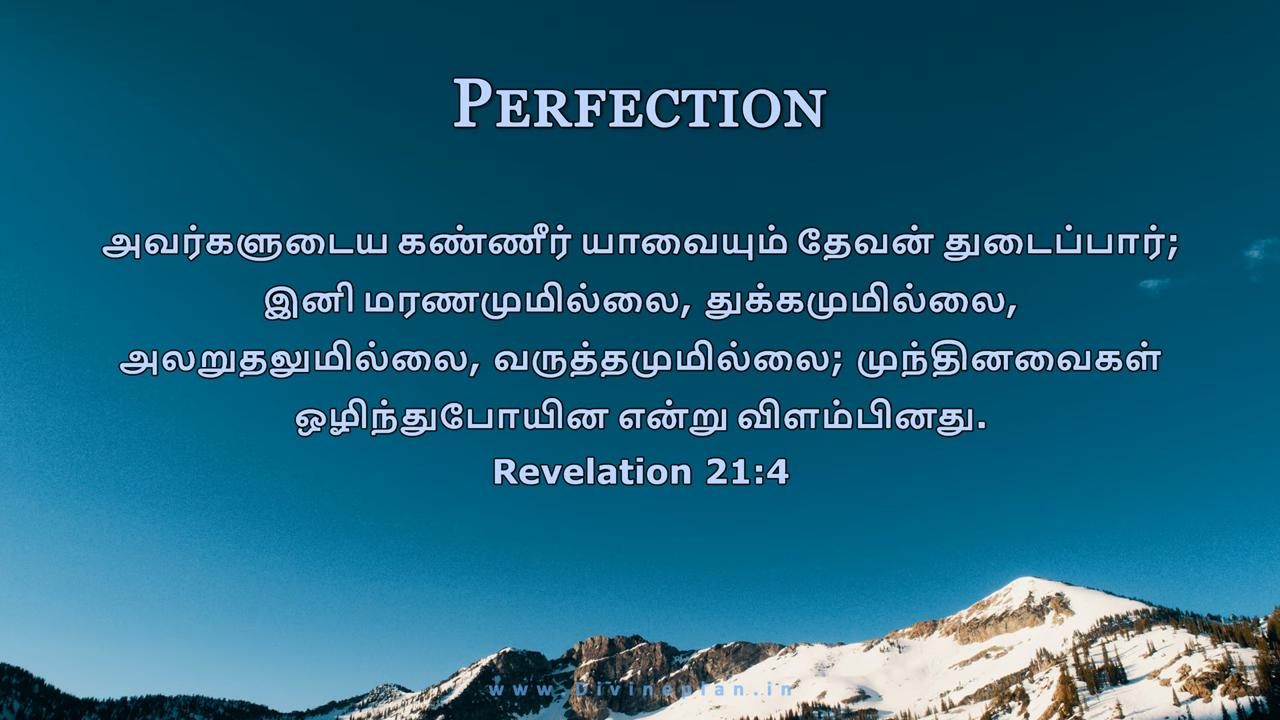 PERFECTION
அவர்களுடைய கண்ணீர் யாவையும் தேவன் துடைப்பார்;
இனி மரணமுமில்லை, துக்கமுமில்லை,
அலறுதலுமில்லை, வருத்தமுமில்லை; முந்தினவைகள்
ஒழிந்துபோயின என்று விளம்பினது.
Revelation 21:4
www.Divineplan.in